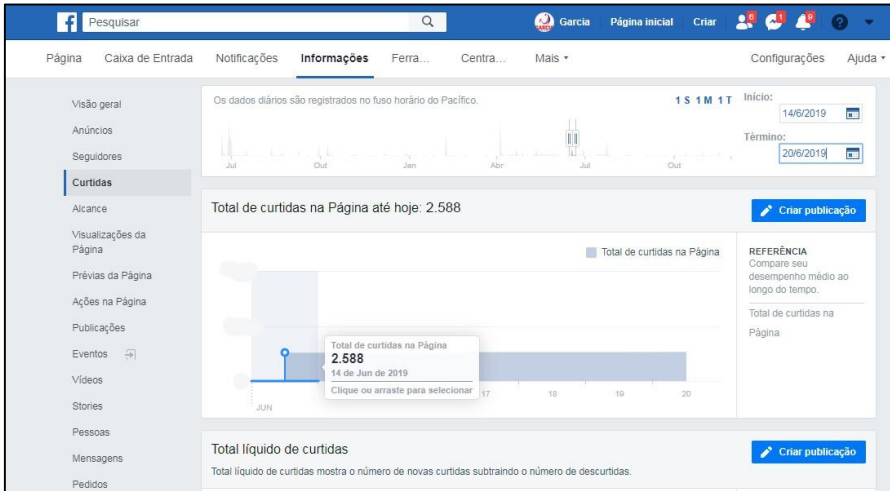 Pesquisar
Garcia
Página inicial
Criar
6
1
9
Página
Caixa de Entrada
Notificações
Informações
Ferra...
Centra...
Mais
Configurações
Ajuda
Visão geral
Anúncios
Seguidores
Curtidas
Alcance
Visualizações da
Página
Prévias da Página
Ações na Página
Publicações
Eventos
Vídeos
Stories
Pessoas
Mensagens
Pedidos
Os dados diários são registrados no fuso horário do Pacífico.
1 S 1 M 1 T
Início:
14/6/2019
Término:
20/6/2019
Jul
Out
Jan
Abr
Jul
Out
Total de curtidas na Página até hoje: 2.588
Criar publicação
Total de curtidas na Página
REFERÊNCIA
Compare seu
desempenho médio ao
longo do tempo.
Total de curtidas na
Página
Total de curtidas na Página
2.588
14 de Jun de 2019
Clique ou arraste para selecionar
17
18
19
20
JUN
Total líquido de curtidas
Criar publicação
Total líquido de curtidas mostra o número de novas curtidas subtraindo o número de descurtidas.